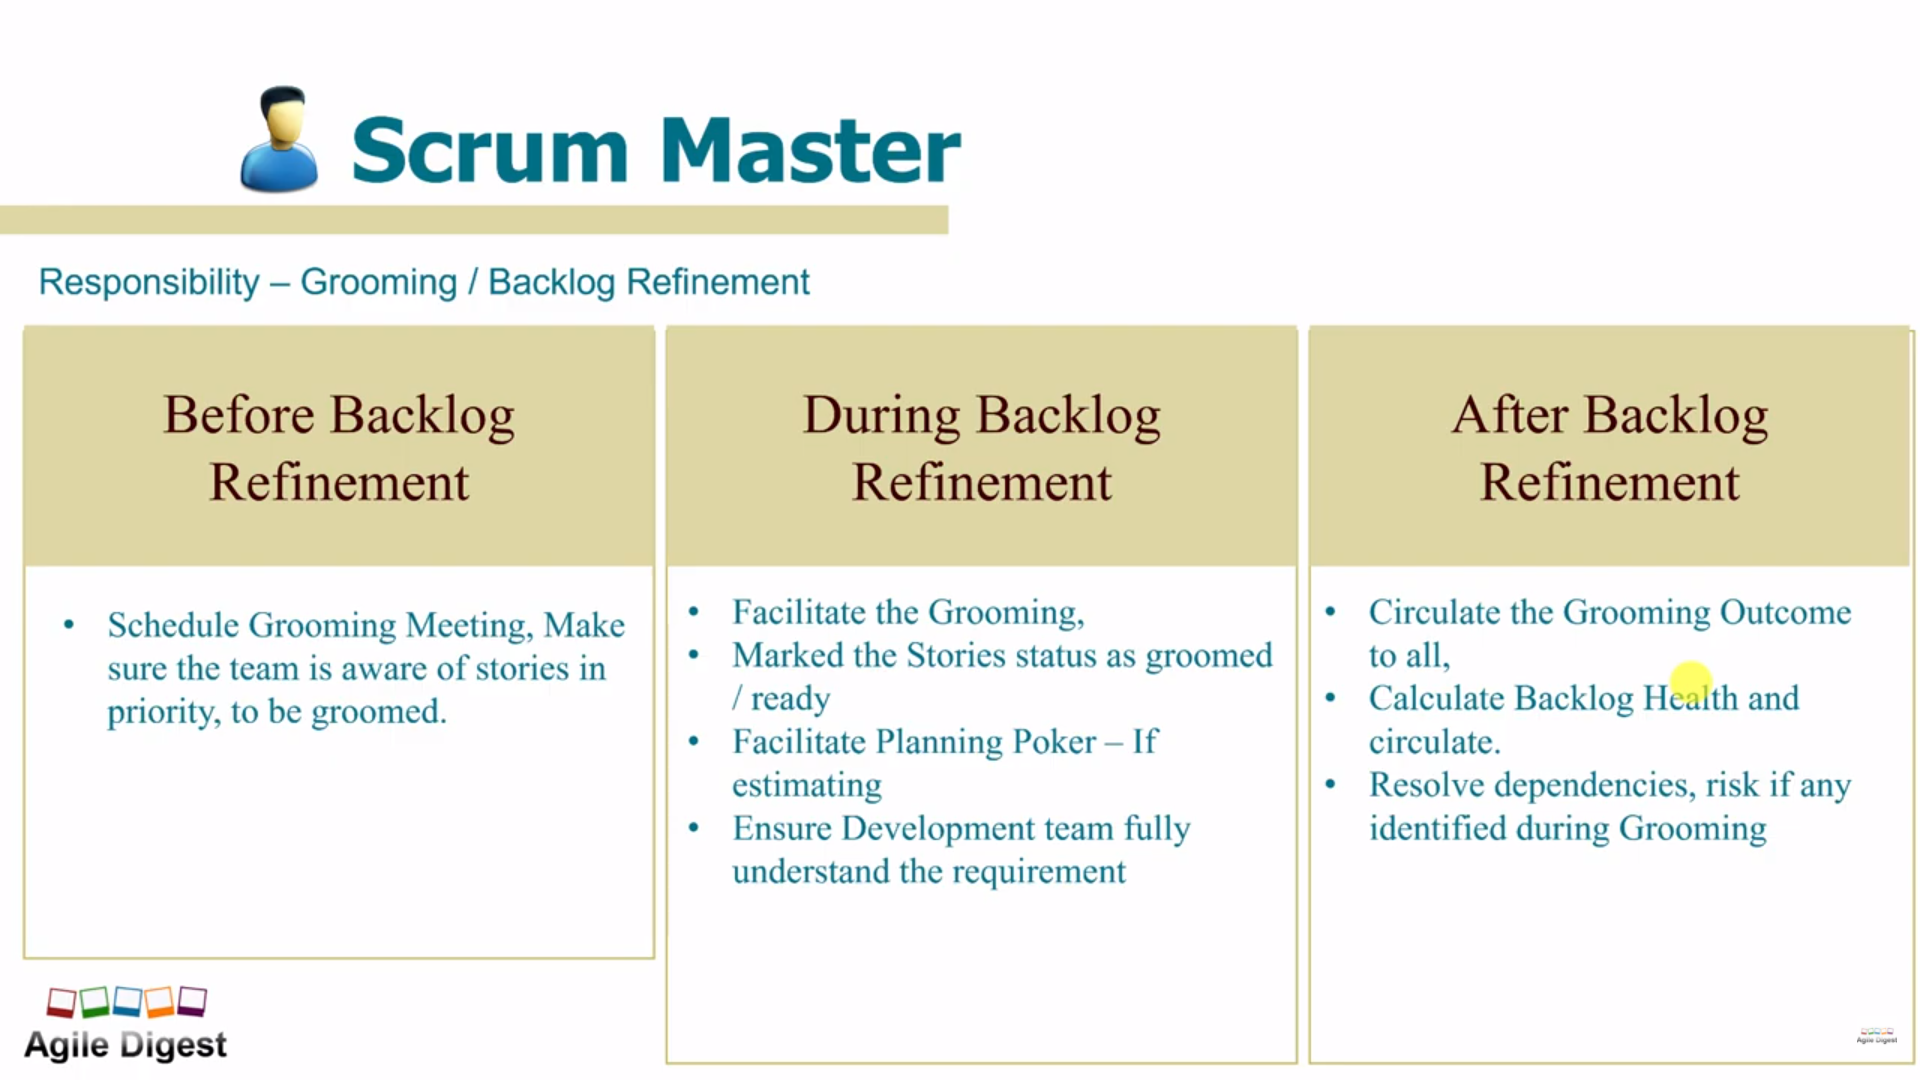 Scrum Master
Responsibility – Grooming / Backlog Refinement
Before Backlog
Refinement
• Schedule Grooming Meeting, Make
sure the team is aware of stories in
priority, to be groomed.
During Backlog
Refinement
• Facilitate the Grooming,
• Marked the Stories status as groomed
/ ready
• Facilitate Planning Poker – If
estimating
• Ensure Development team fully
understand the requirement
After Backlog
Refinement
• Circulate the Grooming Outcome
to all,
• Calculate Backlog Health and
circulate.
• Resolve dependencies, risk if any
identified during Grooming
Agile Digest
Agile Digest